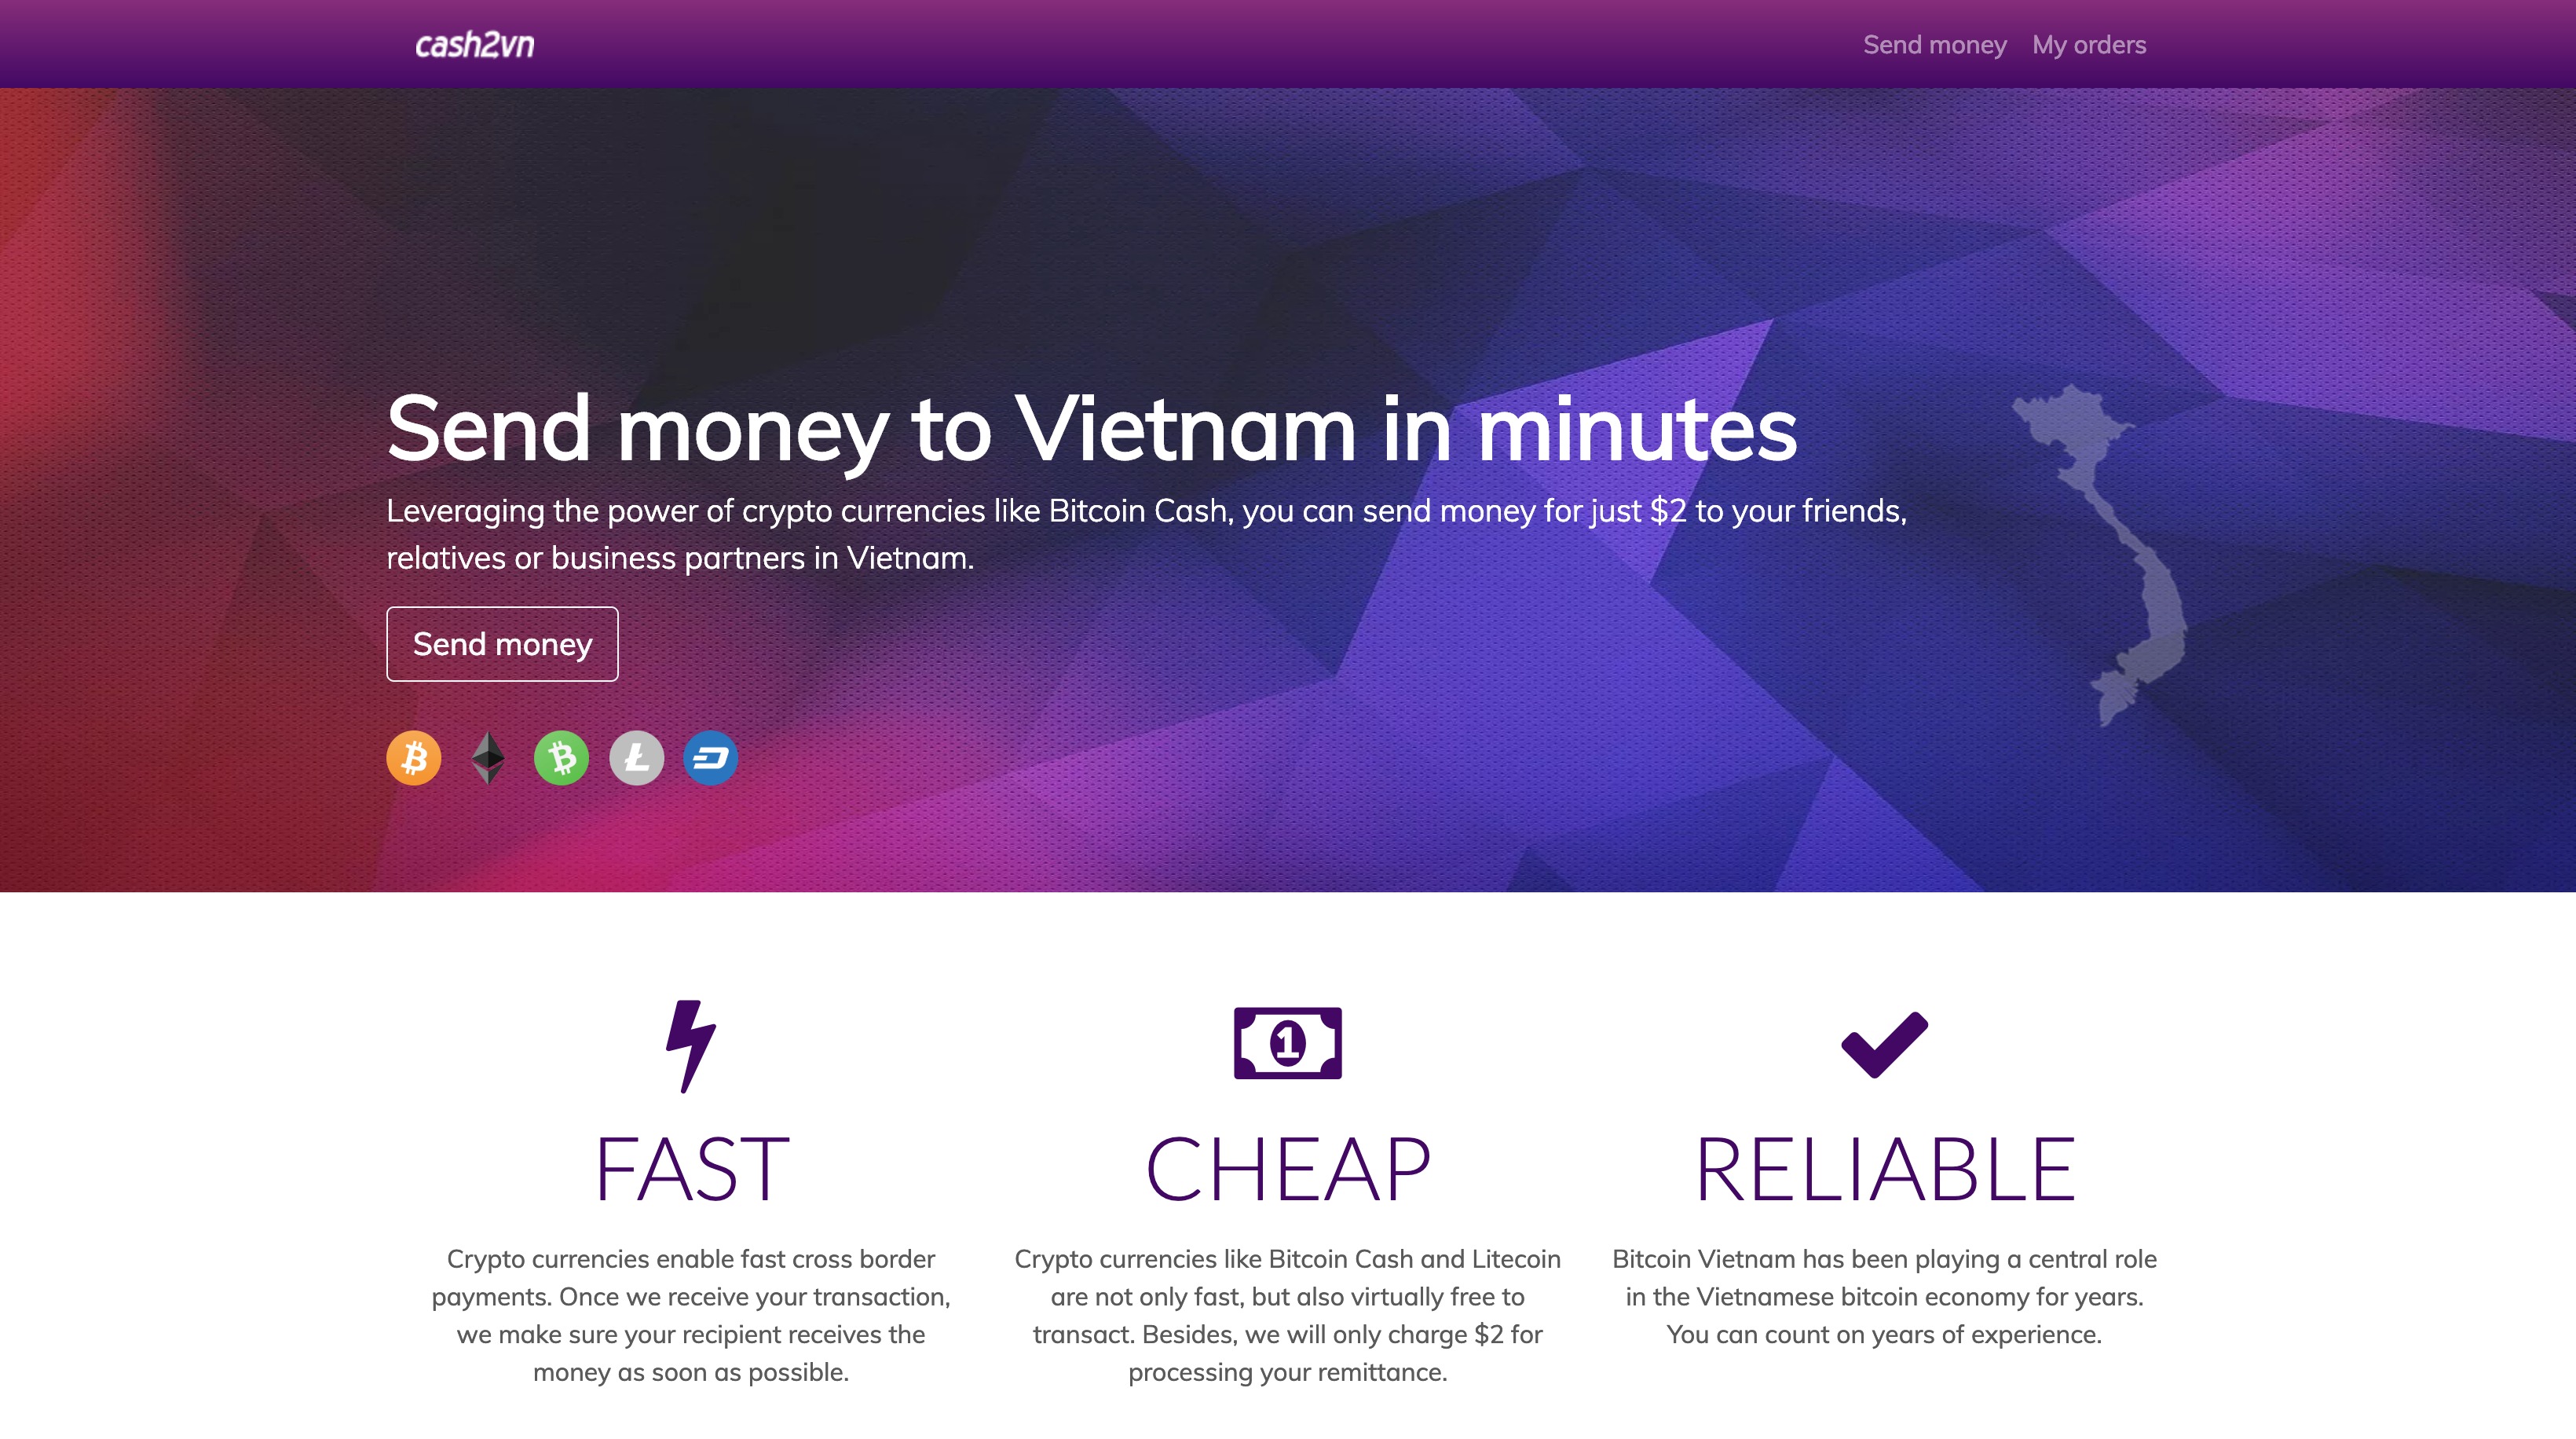 cash2vn
Send money
My orders
Send money to Vietnam in minutes
Leveraging the power of crypto currencies like Bitcoin Cash, you can send money for just $2 to your friends,
relatives or business partners in Vietnam.
Send money
1
FAST
Crypto currencies enable fast cross border
payments. Once we receive your transaction,
we make sure your recipient receives the
money as soon as possible.
CHEAP
Crypto currencies like Bitcoin Cash and Litecoin
are not only fast, but also virtually free to
transact. Besides, we will only charge $2 for
processing your remittance.
RELIABLE
Bitcoin Vietnam has been playing a central role
in the Vietnamese bitcoin economy for years.
You can count on years of experience.